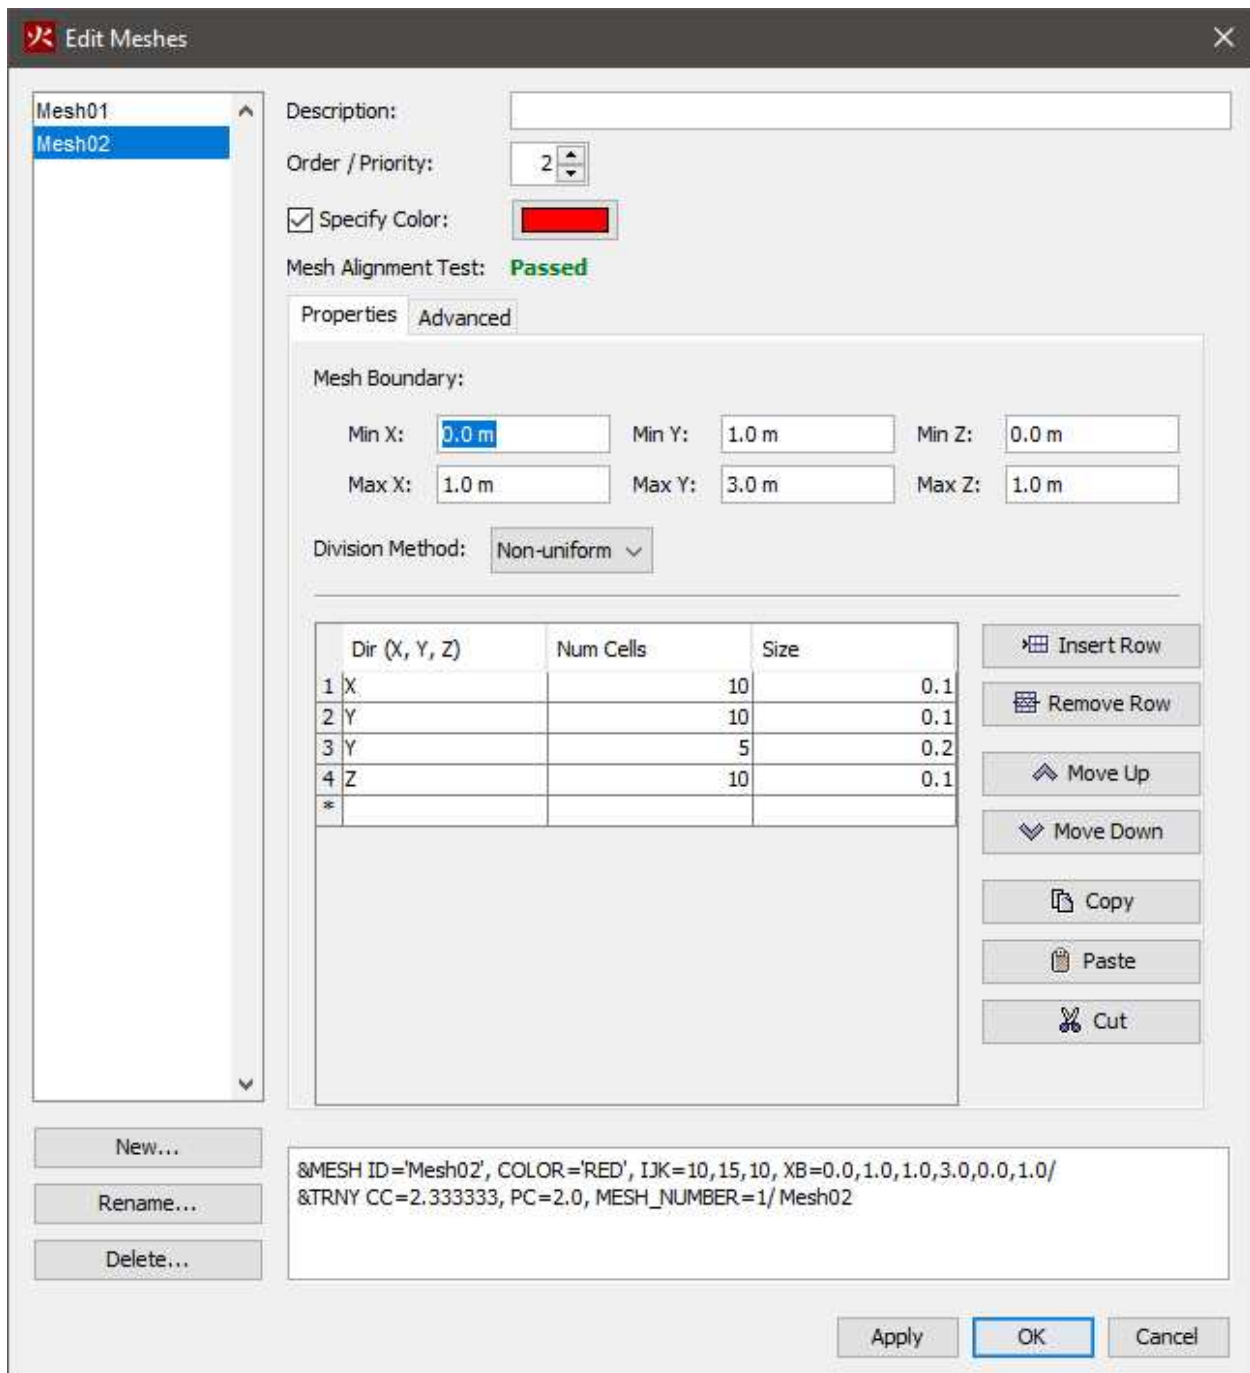 火 Edit Meshes
Mesh01
Mesh02
Description:
Order / Priority: 2
Specify Color:
Mesh Alignment Test: Passed
Properties Advanced
Mesh Boundary:
Min X: 0.0 m Min Y: 1.0 m Min Z: 0.0 m
Max X: 1.0 m Max Y: 3.0 m Max Z: 1.0 m
Division Method: Non-uniform
Dir (X, Y, Z) Num Cells Size
1 X 10 0.1
2 Y 10 0.1
3 Y 5 0.2
4 Z 10 0.1
*
Insert Row
Remove Row
Move Up
Move Down
Copy
Paste
Cut
New...
Rename...
Delete...
&MESH ID='Mesh02', COLOR='RED', IJK=10,15,10, XB=0.0,1.0,1.0,3.0,0.0,1.0/
&TRNY CC=2.333333, PC=2.0, MESH_NUMBER=1/ Mesh02
Apply OK Cancel